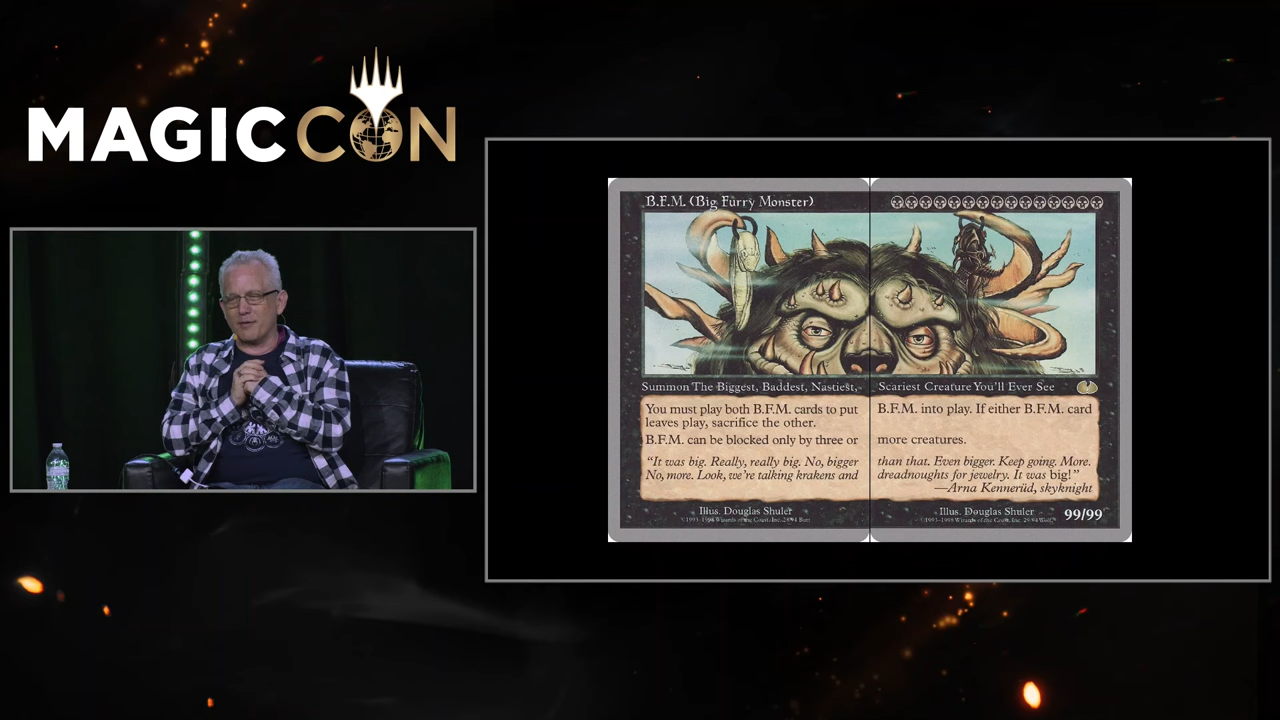 MAGICCON
B.F.M. (Big Furry Monster)
Summon The Biggest, Baddest, Nastiest,
You must play both B.F.M. cards to put
leaves play, sacrifice the other.
B.F.M. can be blocked only by three or
“It was big. Really, really big. No, bigger
No, more. Look, we’re talking krakens and
Illus. Douglas Shuler
Scariest Creature You’ll Ever See
B.F.M. into play. If either B.F.M. card
more creatures.
than that. Even bigger. Keep going. More.
dreadnoughts for jewelry. It was big!”
—Arna Kennerüd, skyknight
Illus. Douglas Shuler
99/99